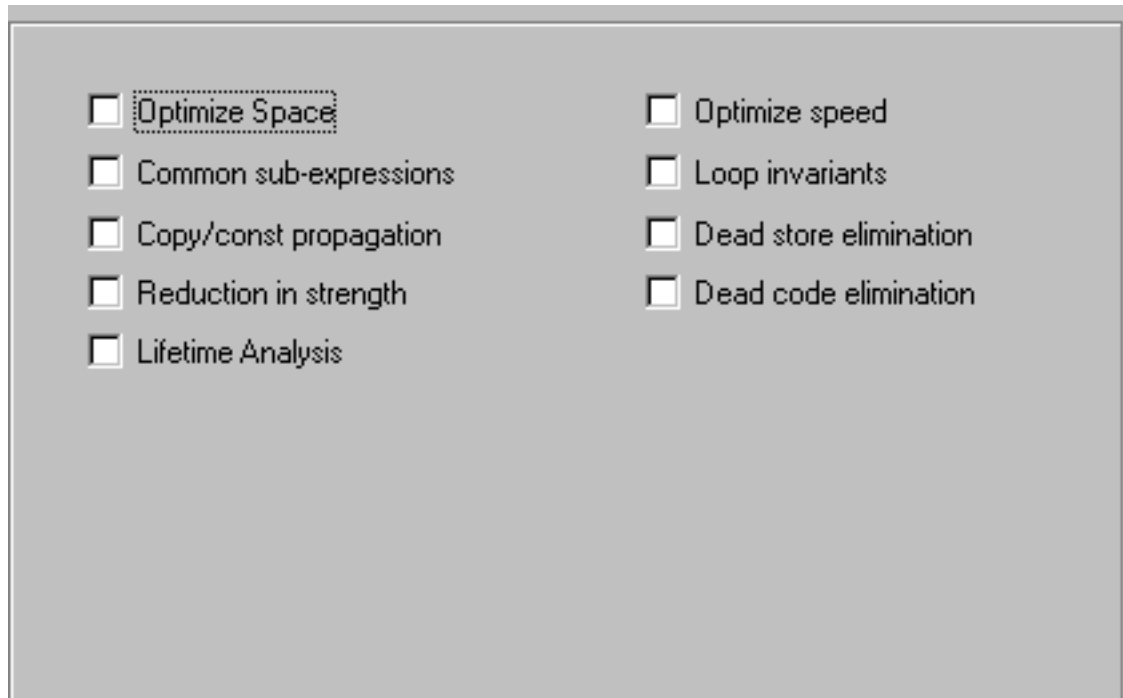 Optimize Space
Optimize speed
Common sub-expressions
Loop invariants
Copy/const propagation
Dead store elimination
Reduction in strength
Dead code elimination
Lifetime Analysis